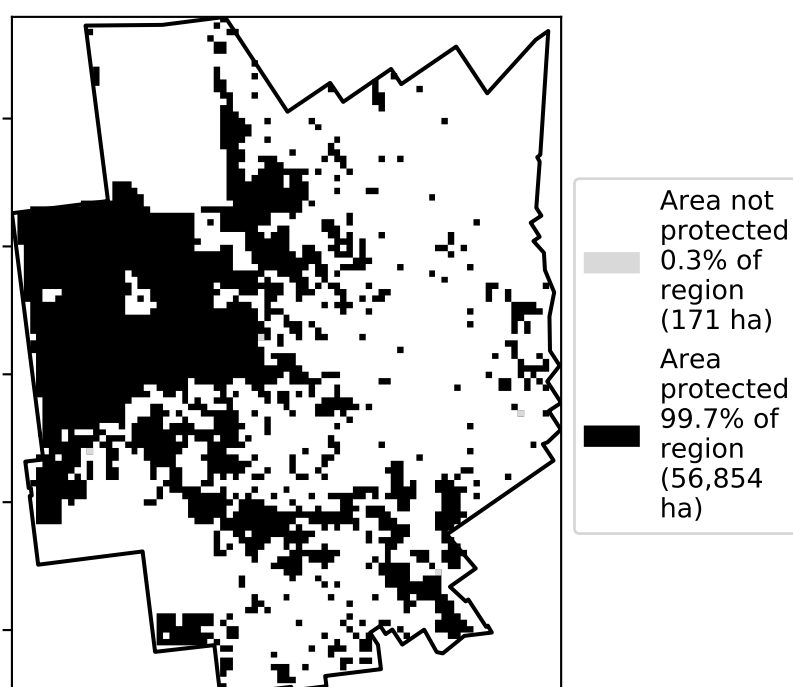 Area not
protected
0.3% of
region
(171 ha)
Area
protected
99.7% of
region
(56,854
ha)